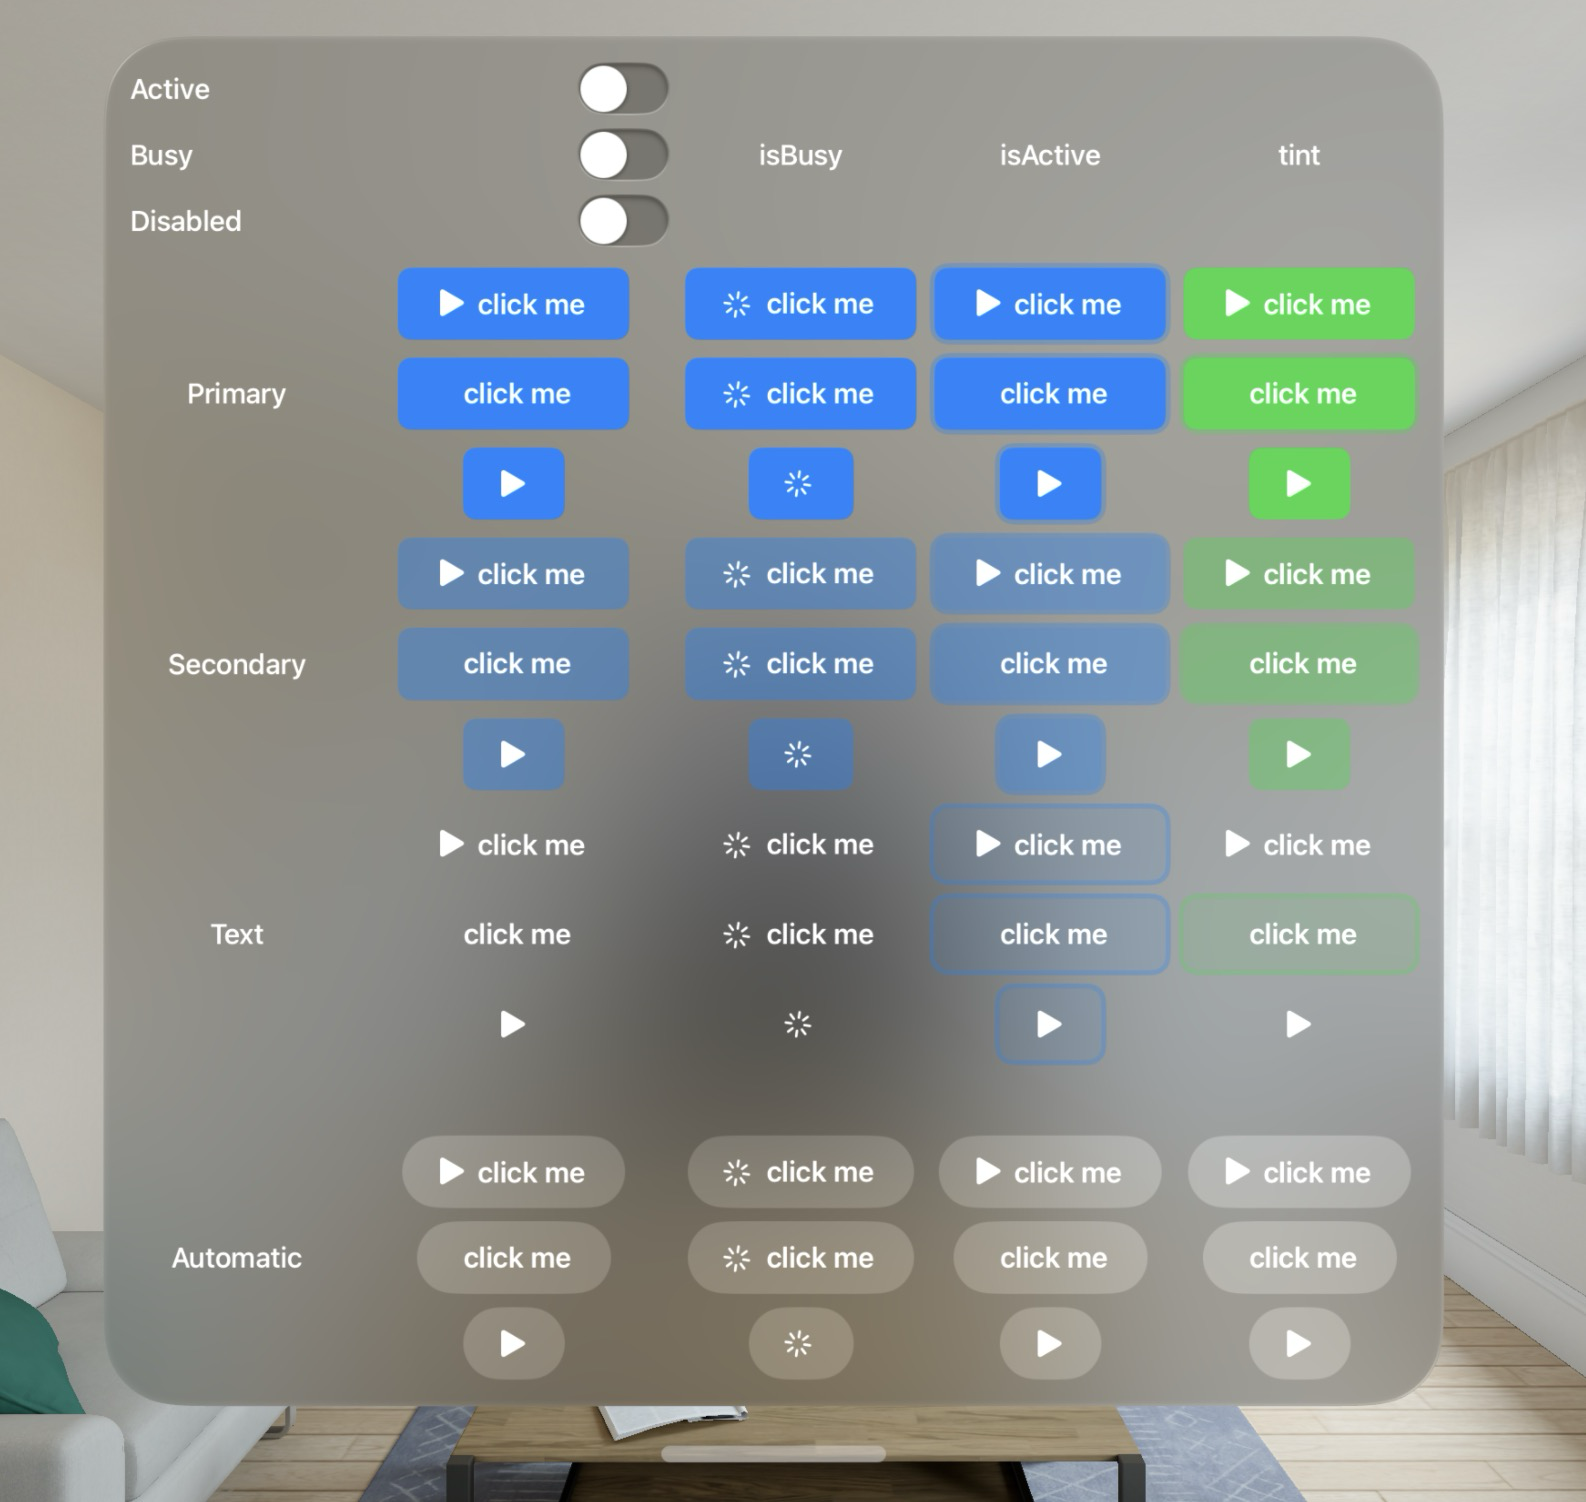 Active
Busy isBusy isActive tint
Disabled
click me click me click me click me
Primary click me click me click me click me
click me click me click me click me
Secondary click me click me click me click me
click me click me click me click me
Text click me click me click me click me
click me click me click me click me
Automatic click me click me click me click me